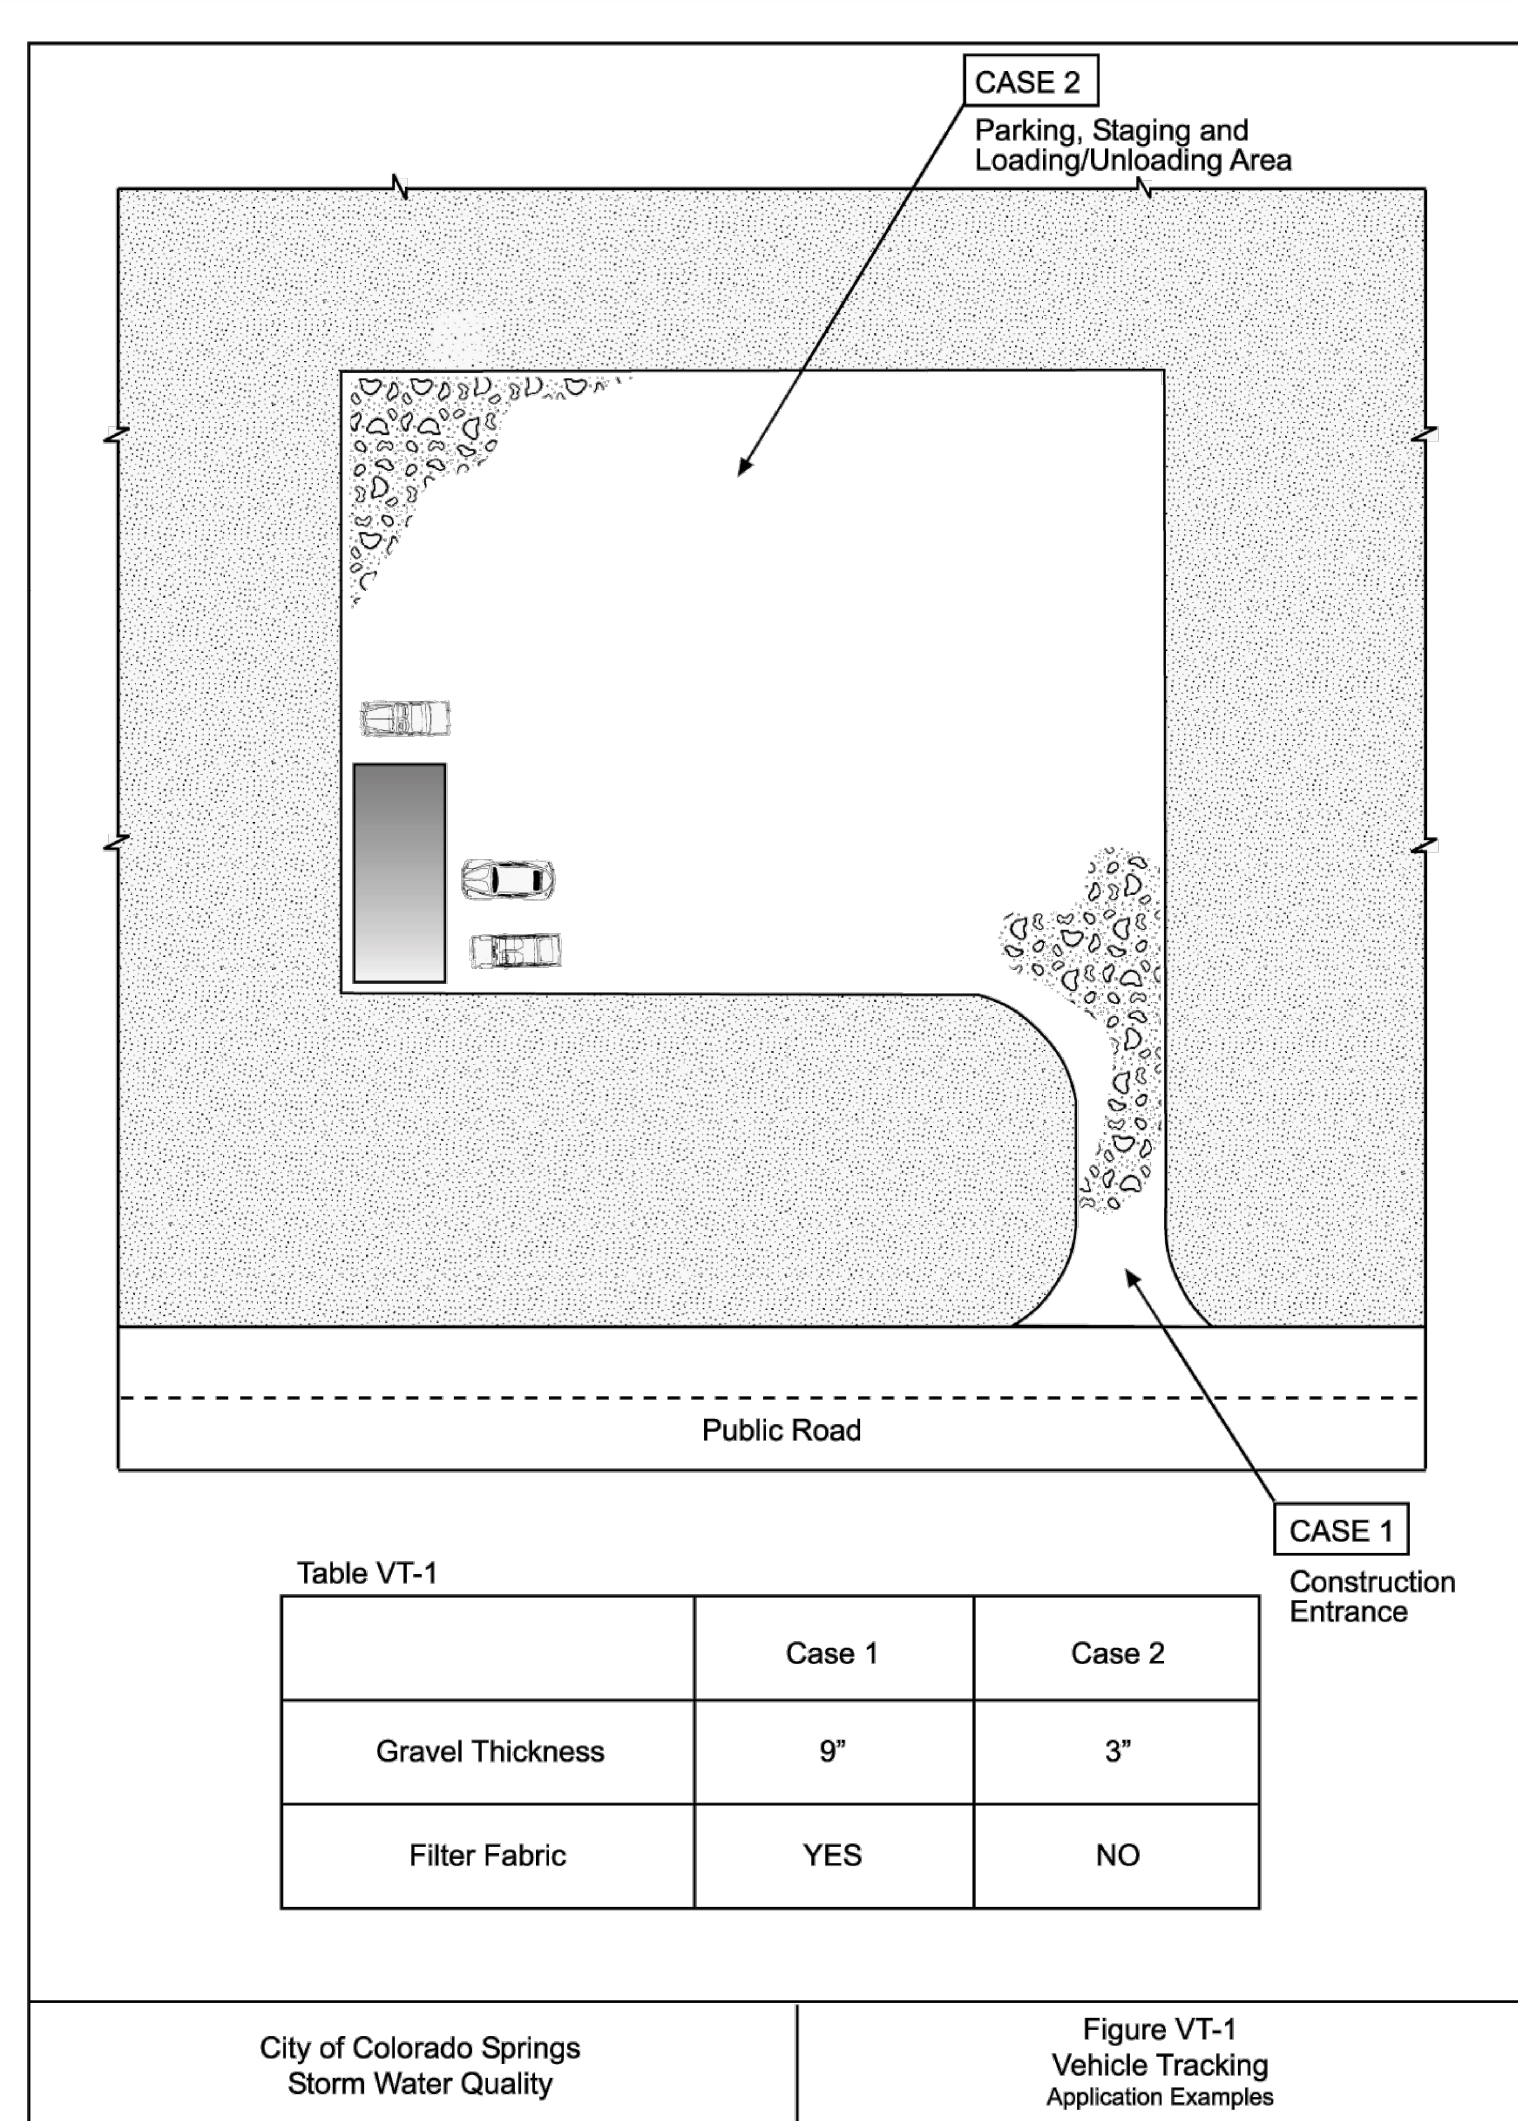 CASE 2
Parking, Staging and
Loading/Unloading Area
Public Road
CASE 1
Construction
Entrance
Table VT-1
Case 1 Case 2
Gravel Thickness 9” 3”
Filter Fabric YES NO
City of Colorado Springs
Storm Water Quality
Figure VT-1
Vehicle Tracking
Application Examples